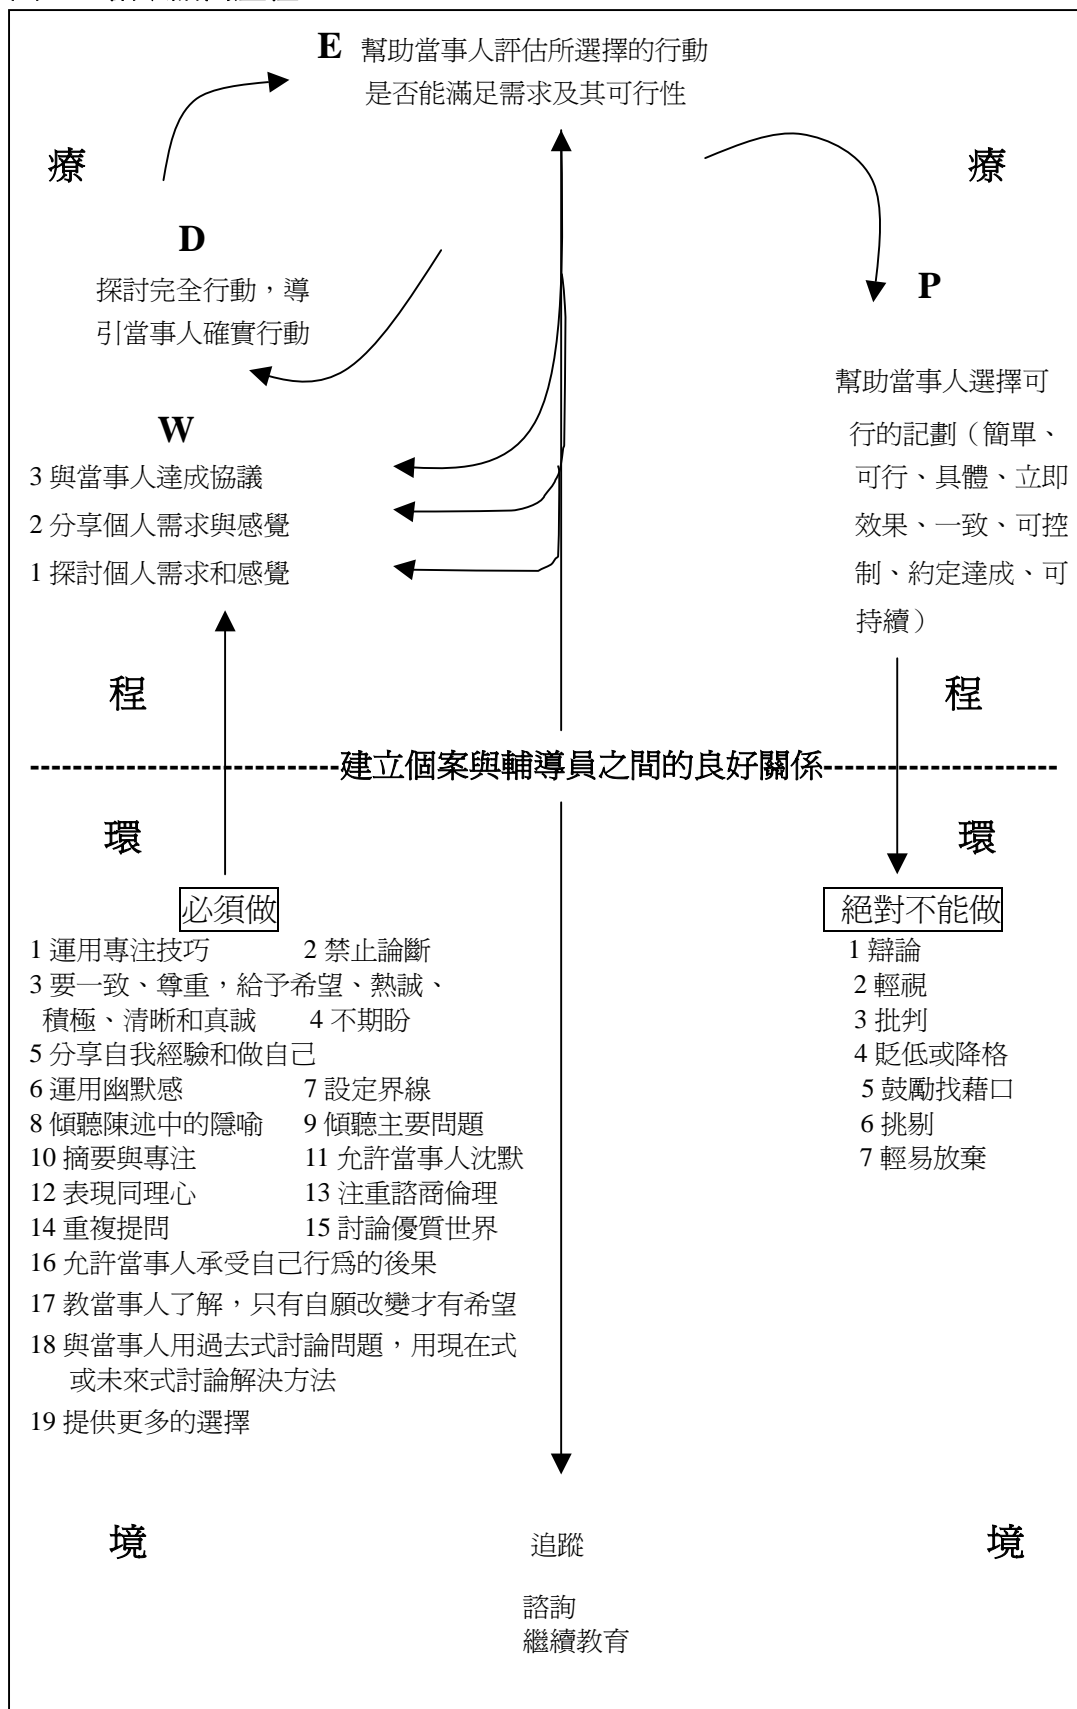 E 幫助當事人評估所選擇的行動
是否能滿足需求及其可行性
療
療
D
探討完全行動，導
引當事人確實行動
P
幫助當事人選擇可
行的記劃（簡單、
可行、具體、立即
效果、一致、可控
制、約定達成、可
持續）
W
3 與當事人達成協議
2 分享個人需求與感覺
1 探討個人需求和感覺
程
程
建立個案與輔導員之間的良好關係
環
環
必須做
1 運用專注技巧 2 禁止論斷
3 要一致、尊重，給予希望、熱誠、
積極、清晰和真誠 4 不期盼
5 分享自我經驗和做自己
6 運用幽默感 7 設定界線
8 傾聽陳述中的隱喻 9 傾聽主要問題
10 摘要與專注 11 允許當事人沈默
12 表現同理心 13 注重諮商倫理
14 重複提問 15 討論優質世界
16 允許當事人承受自己行為的後果
17 教當事人了解，只有自願改變才有希望
18 與當事人用過去式討論問題，用現在式
或未來式討論解決方法
19 提供更多的選擇
絕對不能做
1 辯論
2 輕視
3 批判
4 貶低或降格
5 鼓勵找藉口
6 挑剔
7 輕易放棄
境
境
追蹤
諮詢
繼續教育